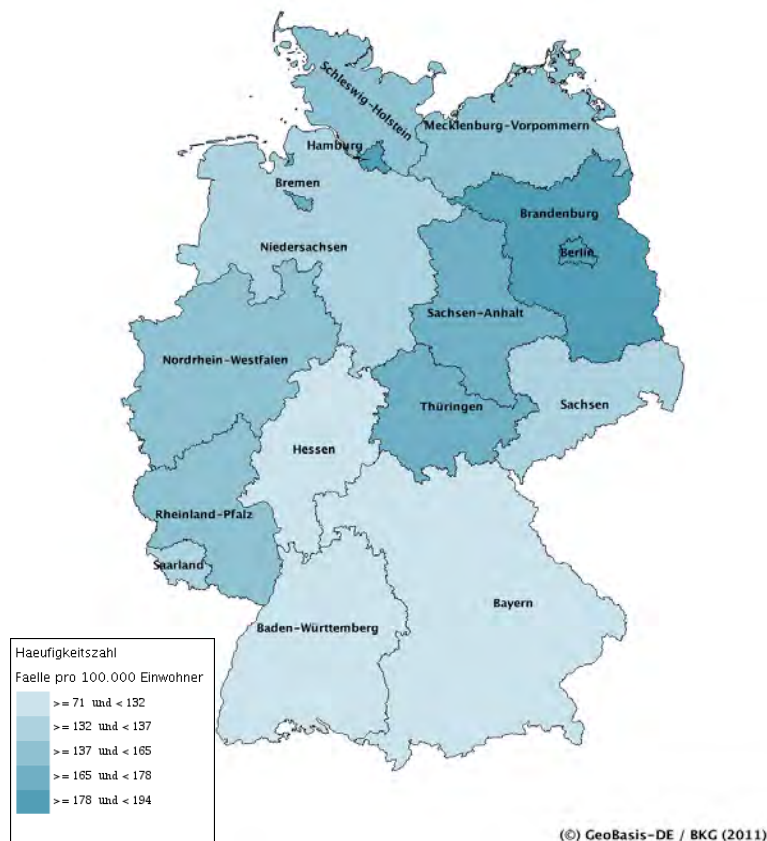 Schleswig-Holstein
Mecklenburg-Vorpommern
Hamburg
Bremen
Brandenburg
Niedersachsen
Berlin
Sachsen-Anhalt
Nordrhein-Westfalen
Thüringen
Sachsen
Hessen
Rheinland-Pfalz
Saarland
Bayern
Baden-Württemberg
Haeufigkeitszahl
Faelle pro 100.000 Einwohner
>= 71 und < 132
>= 132 und < 137
>= 137 und < 165
>= 165 und < 178
>= 178 und < 194
(©) GeoBasis-DE / BKG (2011)